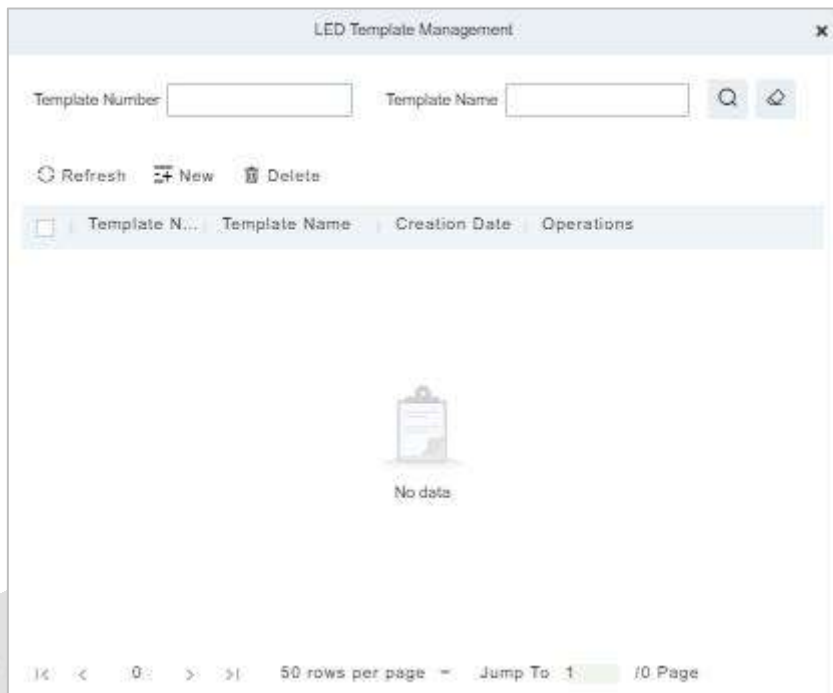 LED Template Management
Template Number Template Name
Refresh New Delete
Template N... Template Name Creation Date Operations
No data
0 50 rows per page Jump To 1 /0 Page